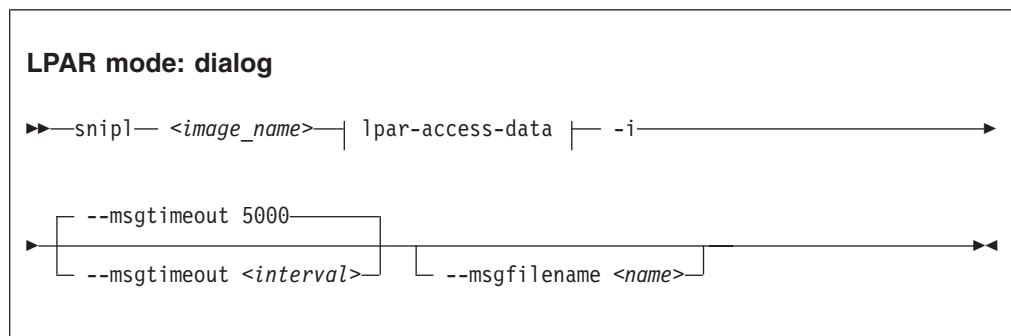 LPAR mode: dialog
snipl <image_name> lpar-access-data -i
--msgtimeout 5000
--msgtimeout <interval> --msgfilename <name>